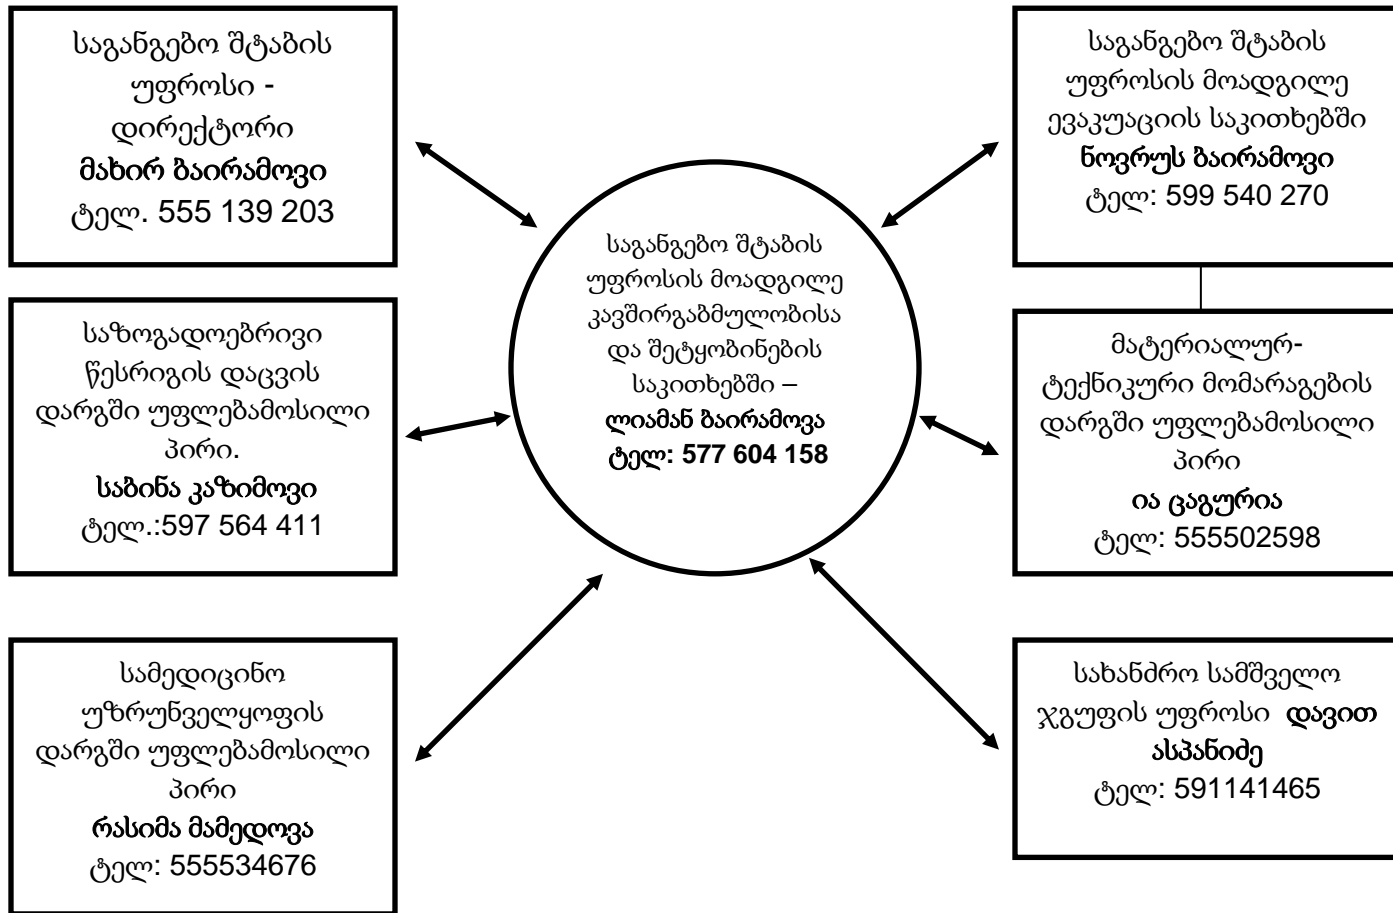 საგანგებო შტაბის
უფროსი -
დირექტორი
მახირ ბაირამოვი
ტელ. 555 139 203
საგანგებო შტაბის
უფროსის მოადგილე
ევაკუაციის საკითხებში
ნოვრუს ბაირამოვი
ტელ: 599 540 270
საგანგებო შტაბის
უფროსის მოადგილე
კავშირგაბმულობისა
და შეტყობინების
საკითხებში –
ლიამან ბაირამოვა
ტელ: 577 604 158
საზოგადოებრივი
წესრიგის დაცვის
დარგში უფლებამოსილი
პირი.
საბინა კაზიმოვი
ტელ.:597 564 411
მატერიალურ-
ტექნიკური მომარაგების
დარგში უფლებამოსილი
პირი
ია ცაგურია
ტელ: 555502598
სამედიცინო
უზრუნველყოფის
დარგში უფლებამოსილი
პირი
რასიმა მამედოვა
ტელ: 555534676
სახანძრო სამშველო
ჯგუფის უფროსი დავით
ასპანიძე
ტელ: 591141465